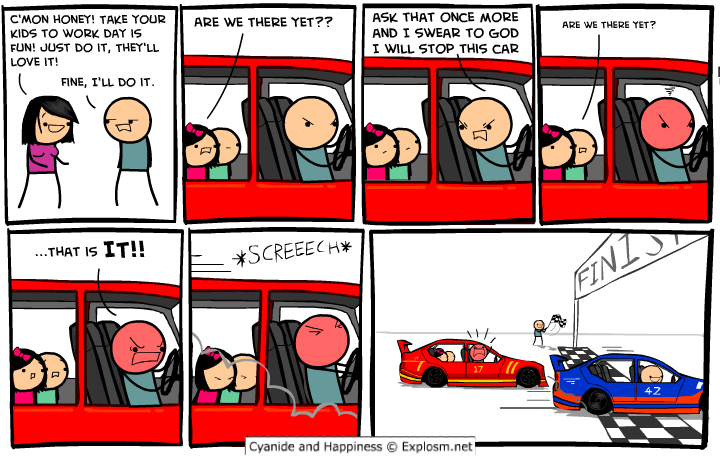 C'MON HONEY! TAKE YOUR
KIDS TO WORK DAY IS
FUN! JUST DO IT, THEY'LL
LOVE IT!
FINE, I'LL DO IT.
ARE WE THERE YET??
ASK THAT ONCE MORE
AND I SWEAR TO GOD
I WILL STOP THIS CAR
ARE WE THERE YET?
...THAT IS IT!!
*SCREEECH*
FINIS
17
42
Cyanide and Happiness © Explosm.net